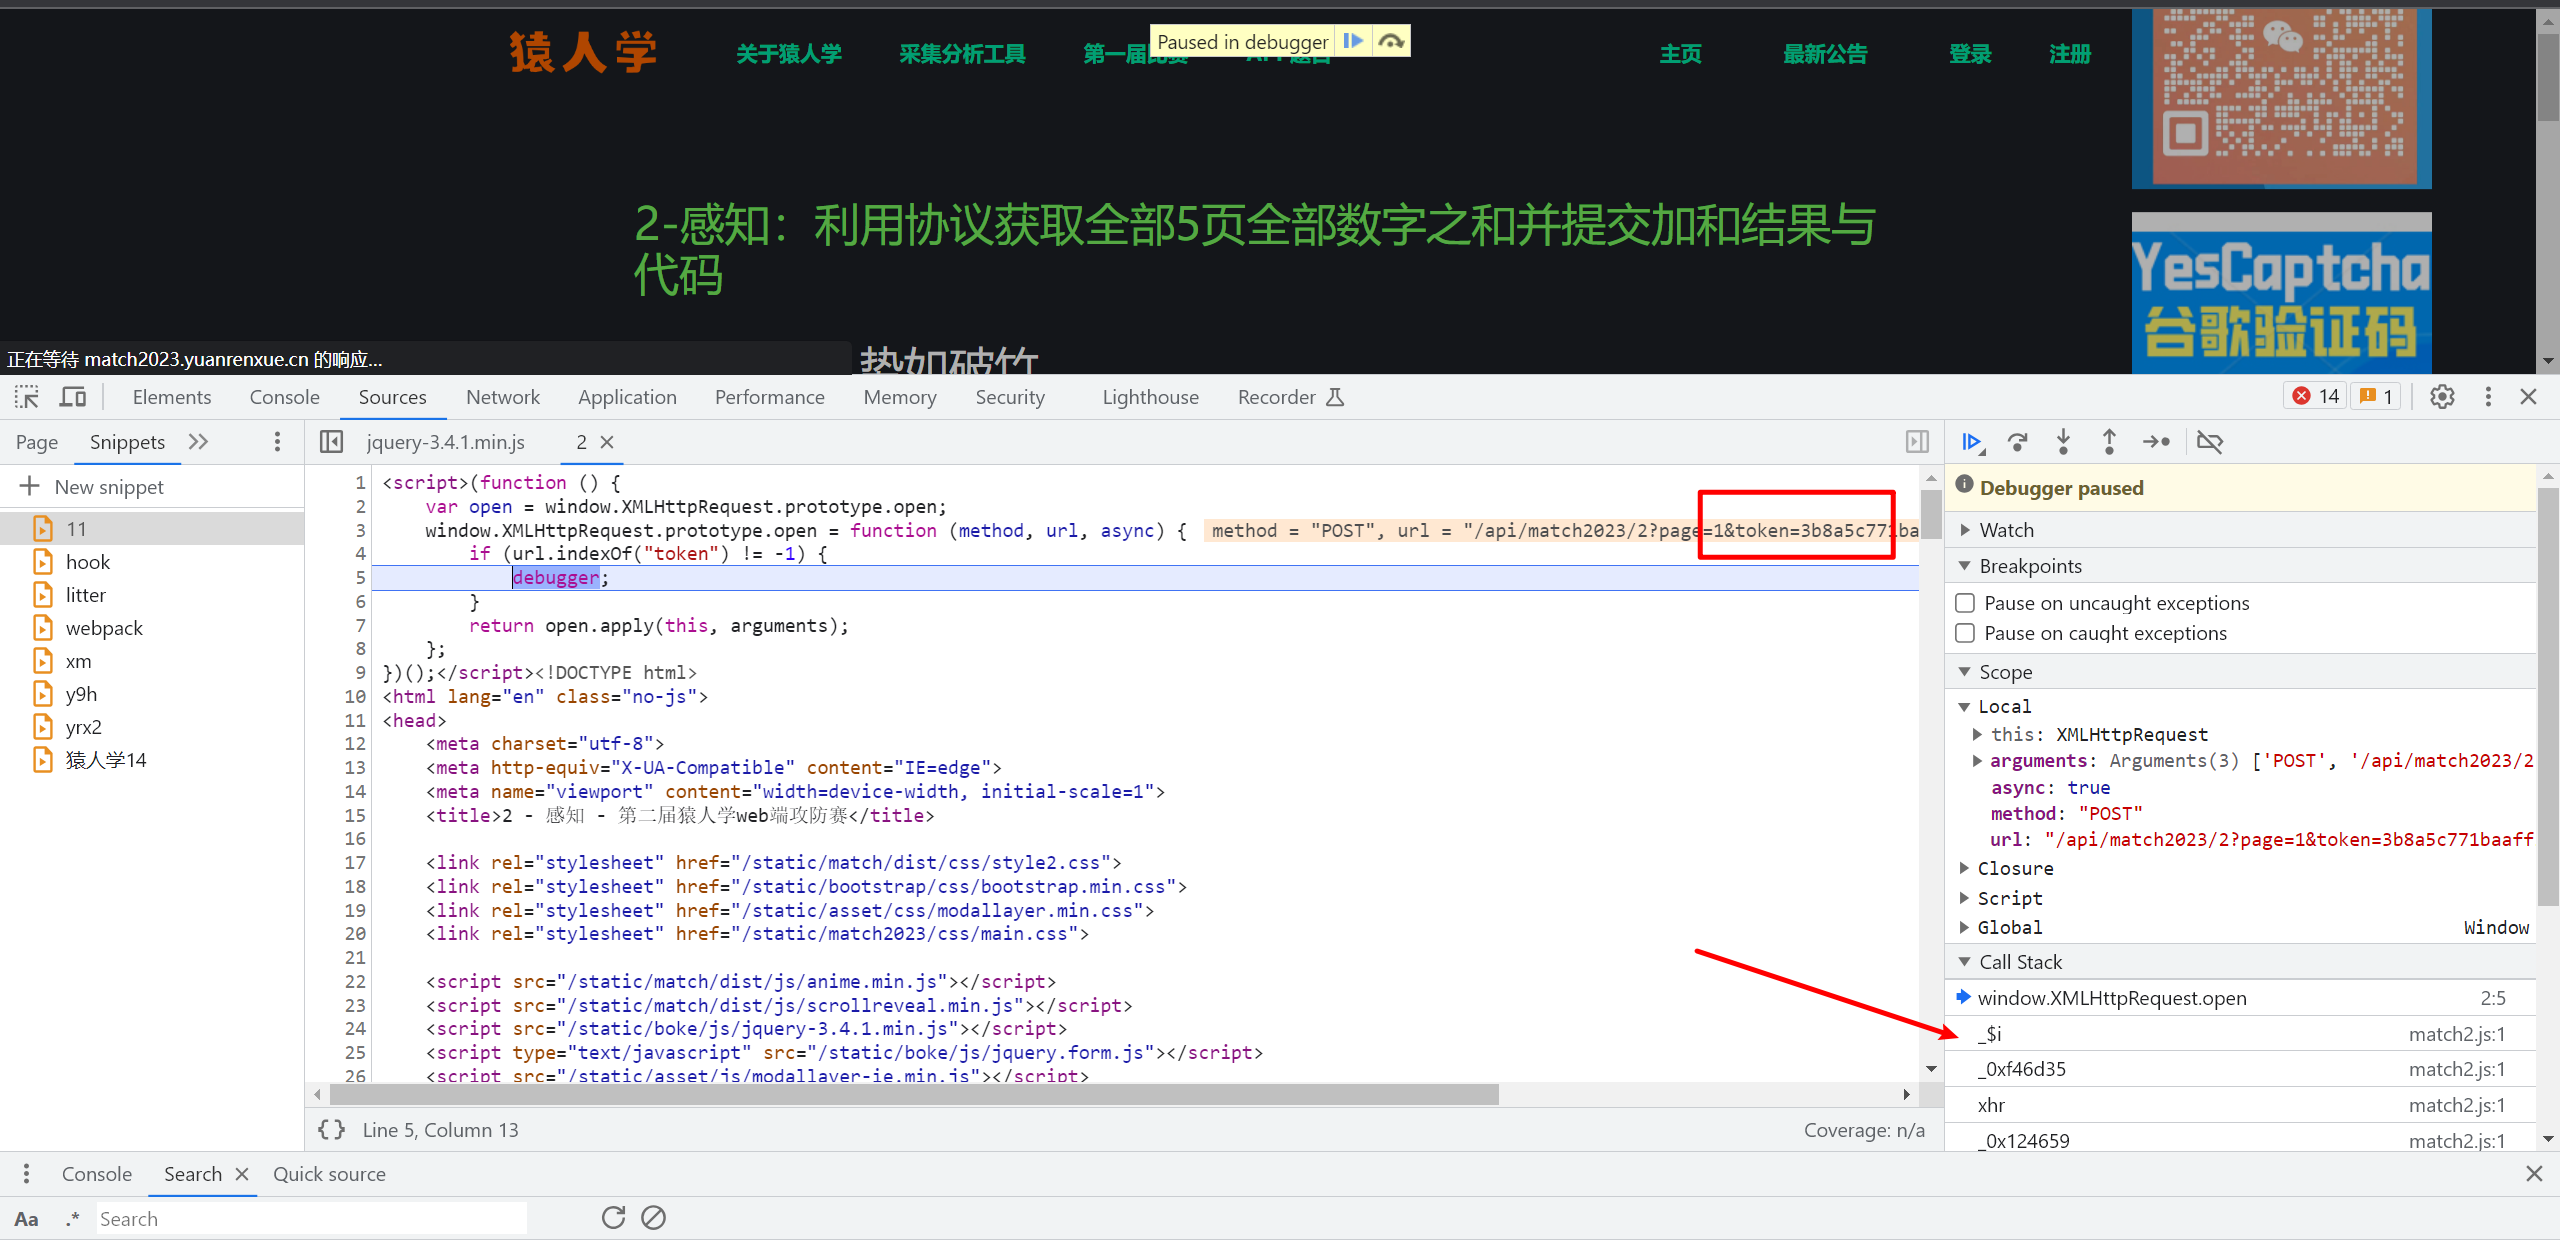 猿人学
关于猿人学
采集分析工具
第一届比赛
Paused in debugger
主页
最新公告
登录
注册
2-感知：利用协议获取全部5页全部数字之和并提交加和结果与
代码
YesCaptcha
谷歌验证码
正在等待 match2023.yuanrenxue.cn 的响应...
势如破竹
Elements Console Sources Network Application Performance Memory Security Lighthouse Recorder
14 1
Page Snippets
jquery-3.4.1.min.js 2
New snippet
11
hook
litter
webpack
xm
y9h
yrx2
猿人学14
1 <script>(function () {
2 var open = window.XMLHttpRequest.prototype.open;
3 window.XMLHttpRequest.prototype.open = function (method, url, async) { method = "POST", url = "/api/match2023/2?page=1&token=3b8a5c771ba
4 if (url.indexOf("token") != -1) {
5 debugger;
6 }
7 return open.apply(this, arguments);
8 };
9 })();</script><!DOCTYPE html>
10 <html lang="en" class="no-js">
11 <head>
12 <meta charset="utf-8">
13 <meta http-equiv="X-UA-Compatible" content="IE=edge">
14 <meta name="viewport" content="width=device-width, initial-scale=1">
15 <title>2 - 感知 - 第二届猿人学web端攻防赛</title>
16
17 <link rel="stylesheet" href="/static/match/dist/css/style2.css">
18 <link rel="stylesheet" href="/static/bootstrap/css/bootstrap.min.css">
19 <link rel="stylesheet" href="/static/asset/css/modallayer.min.css">
20 <link rel="stylesheet" href="/static/match2023/css/main.css">
21
22 <script src="/static/match/dist/js/anime.min.js"></script>
23 <script src="/static/match/dist/js/scrollreveal.min.js"></script>
24 <script src="/static/boke/js/jquery-3.4.1.min.js"></script>
25 <script type="text/javascript" src="/static/boke/js/jquery.form.js"></script>
26 <script src="/static/asset/js/modallayer-ie.min.js"></script>
{} Line 5, Column 13
Coverage: n/a
Debugger paused
Watch
Breakpoints
Pause on uncaught exceptions
Pause on caught exceptions
Scope
Local
this: XMLHttpRequest
arguments: Arguments(3) ['POST', '/api/match2023/2
async: true
method: "POST"
url: "/api/match2023/2?page=1&token=3b8a5c771baaff
Closure
Script
Global Window
Call Stack
window.XMLHttpRequest.open 2:5
_$i match2.js:1
_0xf46d35 match2.js:1
xhr match2.js:1
_0x124659 match2.js:1
Console Search Quick source
Aa .* Search